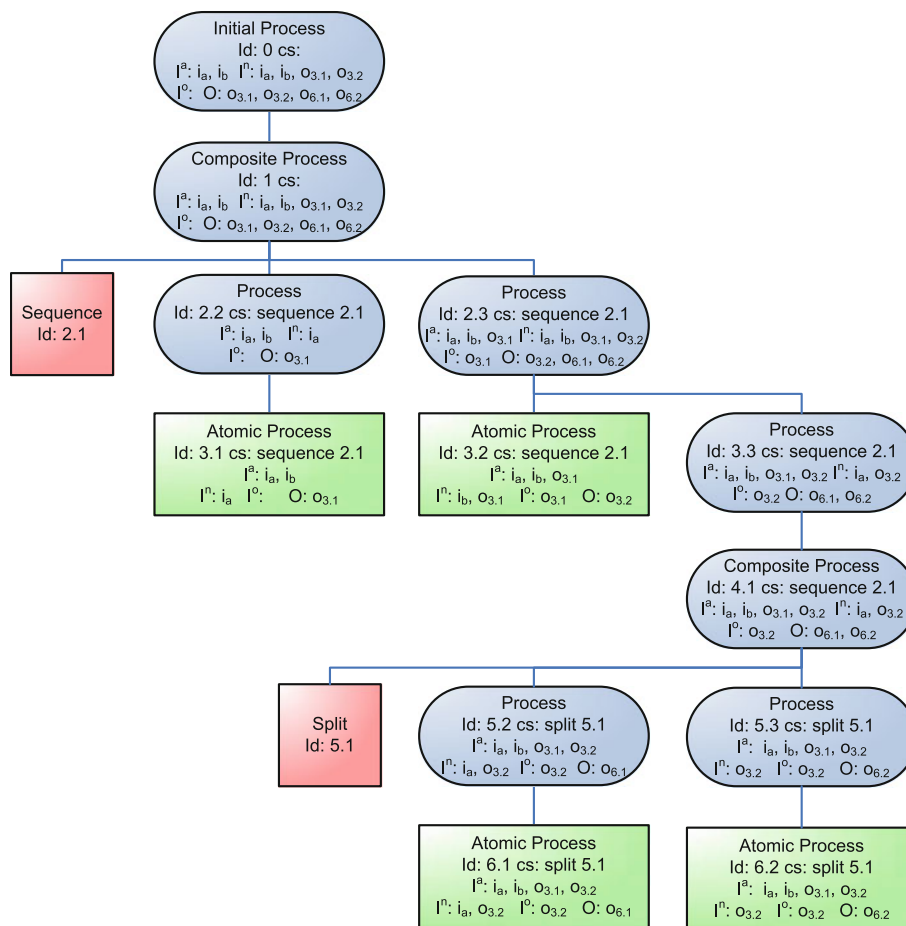 Initial Process
Id: 0 cs:
Iᵃ: iₐ, i_b Iⁿ: iₐ, i_b, o₃.₁, o₃.₂
Iᵒ: O: o₃.₁, o₃.₂, o₆.₁, o₆.₂
Composite Process
Id: 1 cs:
Iᵃ: iₐ, i_b Iⁿ: iₐ, i_b, o₃.₁, o₃.₂
Iᵒ: O: o₃.₁, o₃.₂, o₆.₁, o₆.₂
Sequence
Id: 2.1
Process
Id: 2.2 cs: sequence 2.1
Iᵃ: iₐ, i_b Iⁿ: iₐ
Iᵒ: O: o₃.₁
Process
Id: 2.3 cs: sequence 2.1
Iᵃ: iₐ, i_b, o₃.₁ Iⁿ: iₐ, i_b, o₃.₁, o₃.₂
Iᵒ: o₃.₁ O: o₃.₂, o₆.₁, o₆.₂
Atomic Process
Id: 3.1 cs: sequence 2.1
Iᵃ: iₐ, i_b
Iⁿ: iₐ Iᵒ: O: o₃.₁
Atomic Process
Id: 3.2 cs: sequence 2.1
Iᵃ: iₐ, i_b, o₃.₁
Iⁿ: i_b, o₃.₁ Iᵒ: o₃.₁ O: o₃.₂
Process
Id: 3.3 cs: sequence 2.1
Iᵃ: iₐ, i_b, o₃.₁, o₃.₂ Iⁿ: iₐ, o₃.₂
Iᵒ: o₃.₂ O: o₆.₁, o₆.₂
Composite Process
Id: 4.1 cs: sequence 2.1
Iᵃ: iₐ, i_b, o₃.₁, o₃.₂ Iⁿ: iₐ, o₃.₂
Iᵒ: o₃.₂ O: o₆.₁, o₆.₂
Split
Id: 5.1
Process
Id: 5.2 cs: split 5.1
Iᵃ: iₐ, i_b, o₃.₁, o₃.₂
Iⁿ: iₐ, o₃.₂ Iᵒ: o₃.₂ O: o₆.₁
Process
Id: 5.3 cs: split 5.1
Iᵃ: iₐ, i_b, o₃.₁, o₃.₂
Iⁿ: o₃.₂ Iᵒ: o₃.₂ O: o₆.₂
Atomic Process
Id: 6.1 cs: split 5.1
Iᵃ: iₐ, i_b, o₃.₁, o₃.₂
Iⁿ: iₐ, o₃.₂ Iᵒ: o₃.₂ O: o₆.₁
Atomic Process
Id: 6.2 cs: split 5.1
Iᵃ: iₐ, i_b, o₃.₁, o₃.₂
Iⁿ: o₃.₂ Iᵒ: o₃.₂ O: o₆.₂